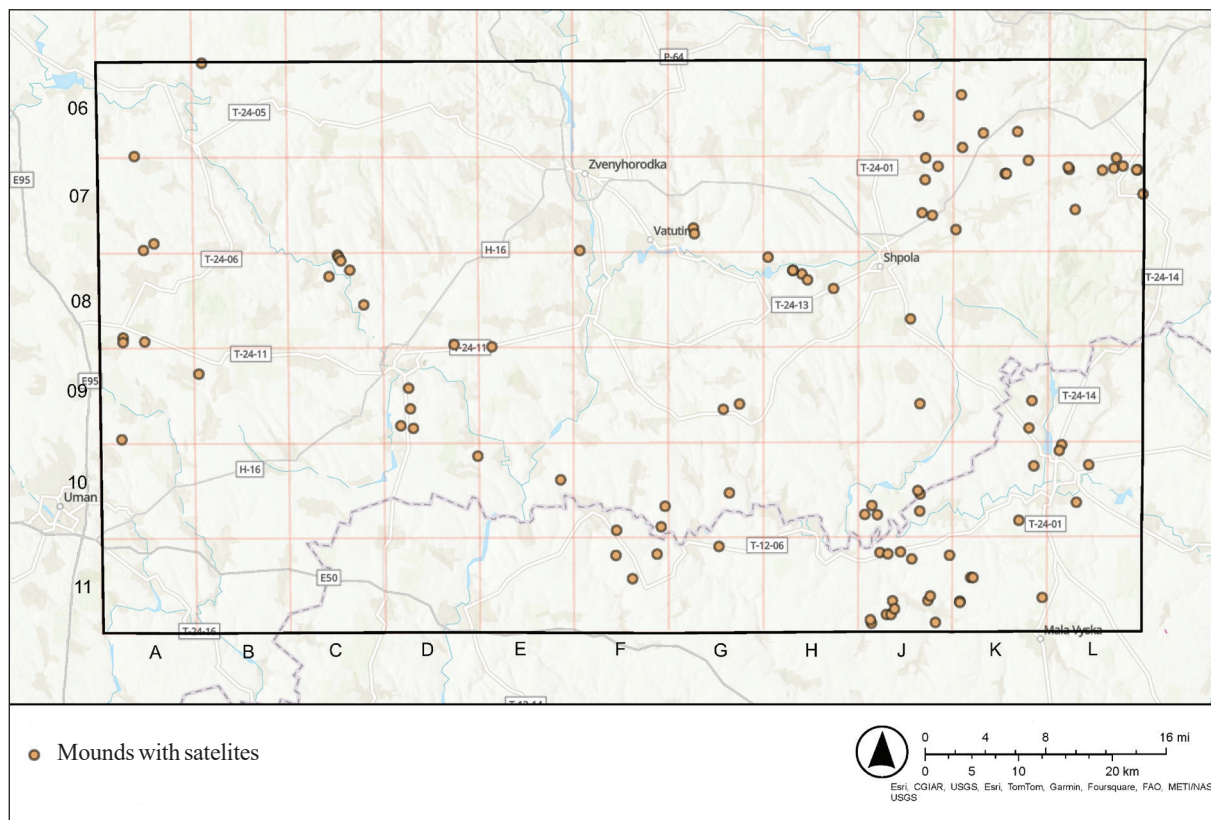 P-64
06
T-24-05
Zvenyhorodka
T-24-01
E95
07
Vatutin
H-16
T-24-06
Shpola
T-24-14
08
T-24-13
T-24-11
T-24-11
E95
09
T-24-14
H-16
10
Uman
T-24-01
T-12-06
E50
11
T-24-16
Mala Vyska
A B C D E F G H J K L
Mounds with satelites
0 4 8 16 mi
0 5 10 20 km
Esri, CGIAR, USGS, Esri, TomTom, Garmin, Foursquare, FAO, METI/NAS
USGS